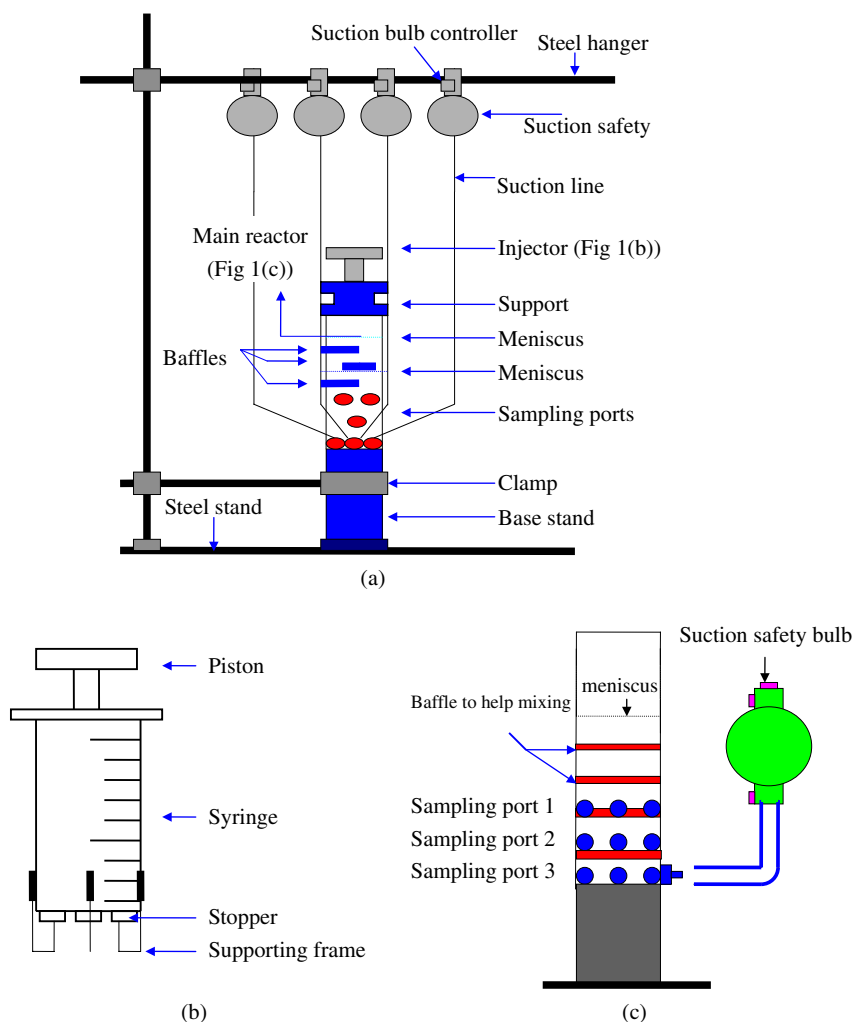 Suction bulb controller
Steel hanger
Suction safety
Suction line
Main reactor
(Fig 1(c))
Injector (Fig 1(b))
Support
Meniscus
Baffles
Meniscus
Sampling ports
Clamp
Steel stand
Base stand
(a)
Piston
Syringe
Stopper
Supporting frame
(b)
Suction safety bulb
meniscus
Baffle to help mixing
Sampling port 1
Sampling port 2
Sampling port 3
(c)